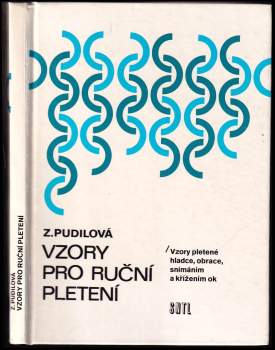 Z.PUDILOVÁ
VZORY
PRO RUČNÍ
PLETENÍ
/Vzory pletené
hladce, obrace,
snímáním
a křížením ok
SNTL
Z.PUDILOVÁ
VZORY PRO RUČNÍ PLETENÍ